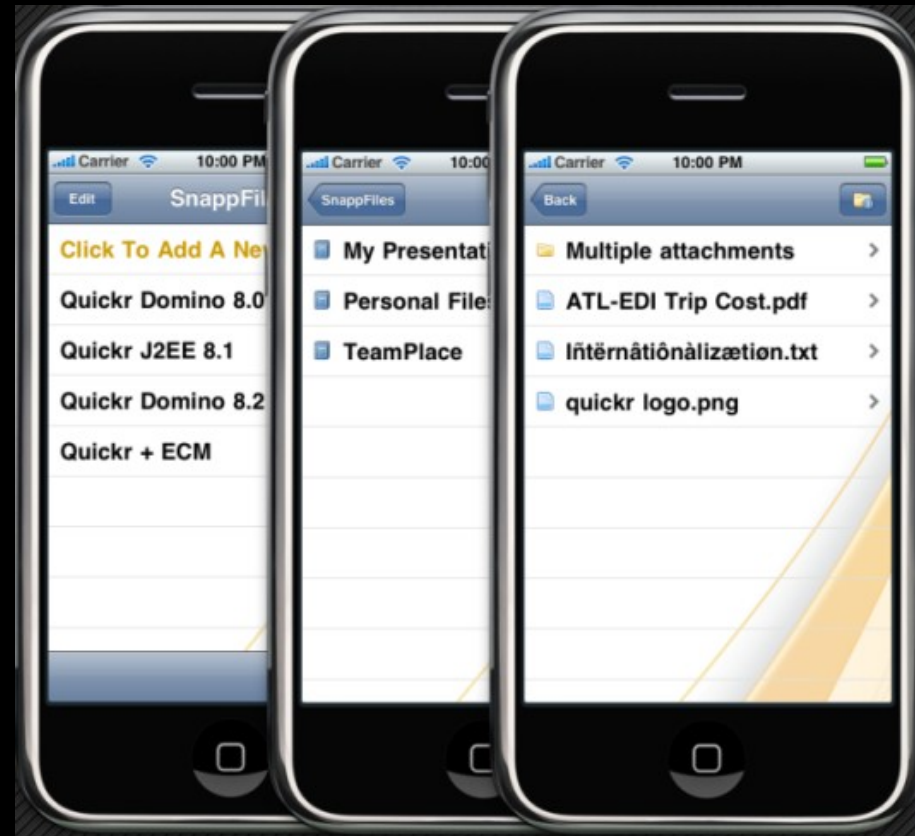 Carrier 10:00 PM
Edit SnappFil
Click To Add A Ne
Quickr Domino 8.0
Quickr J2EE 8.1
Quickr Domino 8.2
Quickr + ECM
Carrier 10:00
SnappFiles
My Presentati
Personal Files
TeamPlace
Carrier 10:00 PM
Back
Multiple attachments
ATL-EDI Trip Cost.pdf
Iñtërnâtiônàlizætiøn.txt
quickr logo.png